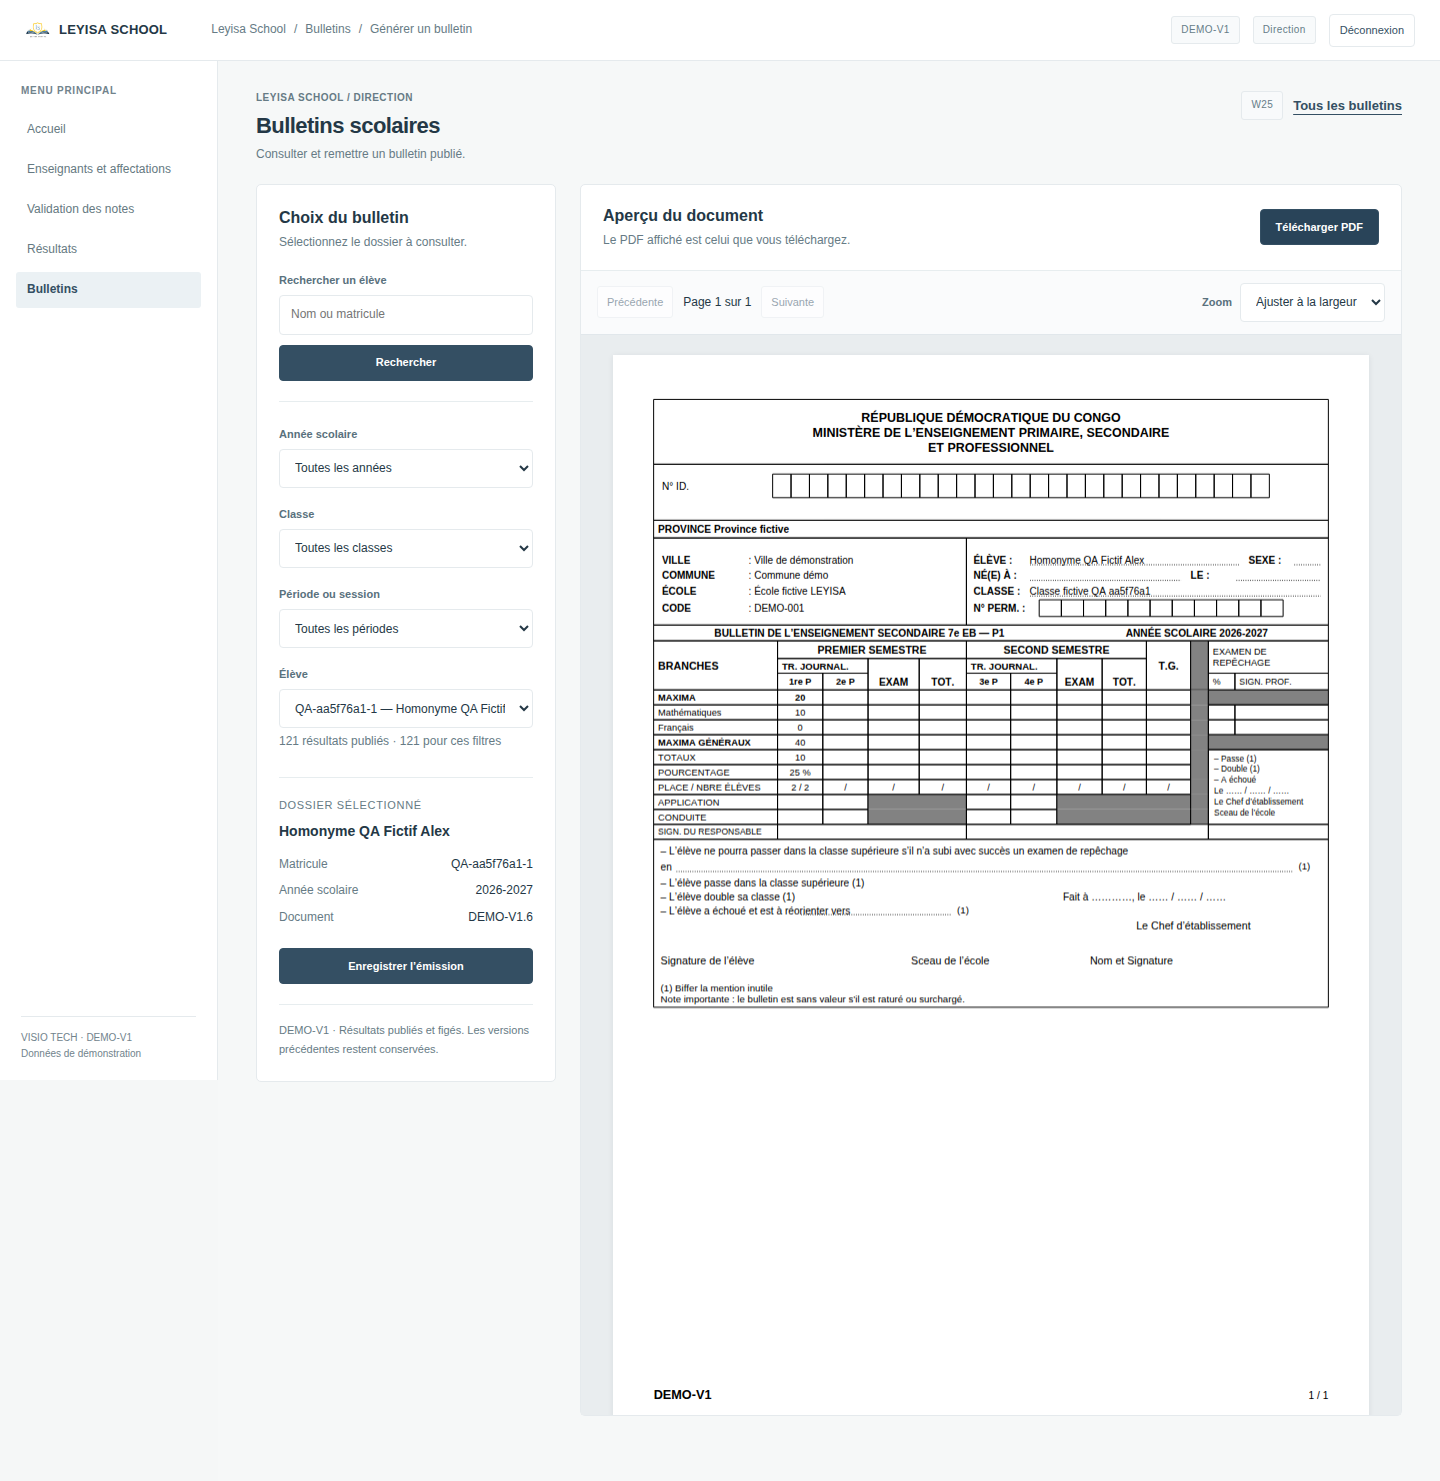 LEYISA SCHOOL
Leyisa School / Bulletins / Générer un bulletin
DEMO-V1
Direction
Déconnexion
MENU PRINCIPAL
Accueil
Enseignants et affectations
Validation des notes
Résultats
Bulletins
VISIO TECH · DEMO-V1
Données de démonstration
LEYISA SCHOOL / DIRECTION
Bulletins scolaires
Consulter et remettre un bulletin publié.
W25
Tous les bulletins
Choix du bulletin
Sélectionnez le dossier à consulter.
Rechercher un élève
Nom ou matricule
Rechercher
Année scolaire
Toutes les années
Classe
Toutes les classes
Période ou session
Toutes les périodes
Élève
QA-aa5f76a1-1 — Homonyme QA Fictif
121 résultats publiés · 121 pour ces filtres
DOSSIER SÉLECTIONNÉ
Homonyme QA Fictif Alex
Matricule QA-aa5f76a1-1
Année scolaire 2026-2027
Document DEMO-V1.6
Enregistrer l’émission
DEMO-V1 · Résultats publiés et figés. Les versions
précédentes restent conservées.
Aperçu du document
Le PDF affiché est celui que vous téléchargez.
Télécharger PDF
Précédente
Page 1 sur 1
Suivante
Zoom
Ajuster à la largeur
RÉPUBLIQUE DÉMOCRATIQUE DU CONGO
MINISTÈRE DE L’ENSEIGNEMENT PRIMAIRE, SECONDAIRE
ET PROFESSIONNEL
N° ID.
PROVINCE Province fictive
VILLE : Ville de démonstration
COMMUNE : Commune démo
ÉCOLE : École fictive LEYISA
CODE : DEMO-001
ÉLÈVE : Homonyme QA Fictif Alex SEXE :
NÉ(E) À : LE :
CLASSE : Classe fictive QA aa5f76a1
N° PERM. :
BULLETIN DE L’ENSEIGNEMENT SECONDAIRE 7e EB — P1 ANNÉE SCOLAIRE 2026-2027
BRANCHES
PREMIER SEMESTRE
SECOND SEMESTRE
T.G.
EXAMEN DE
REPÊCHAGE
TR. JOURNAL.
EXAM
TOT.
TR. JOURNAL.
EXAM
TOT.
1re P
2e P
3e P
4e P
%
SIGN. PROF.
MAXIMA 20
Mathématiques 10
Français 0
MAXIMA GÉNÉRAUX 40
TOTAUX 10
POURCENTAGE 25 %
PLACE / NBRE ÉLÈVES 2 / 2 / / / / / / / /
APPLICATION
CONDUITE
SIGN. DU RESPONSABLE
– Passe (1)
– Double (1)
– A échoué
Le ...... / ...... / ......
Le Chef d’établissement
Sceau de l’école
– L’élève ne pourra passer dans la classe supérieure s’il n’a subi avec succès un examen de repêchage
en (1)
– L’élève passe dans la classe supérieure (1)
– L’élève double sa classe (1)
– L’élève a échoué et est à réorienter vers (1)
Fait à ............, le ...... / ...... / ......
Le Chef d’établissement
Signature de l’élève
Sceau de l’école
Nom et Signature
(1) Biffer la mention inutile
Note importante : le bulletin est sans valeur s’il est raturé ou surchargé.
DEMO-V1
1 / 1